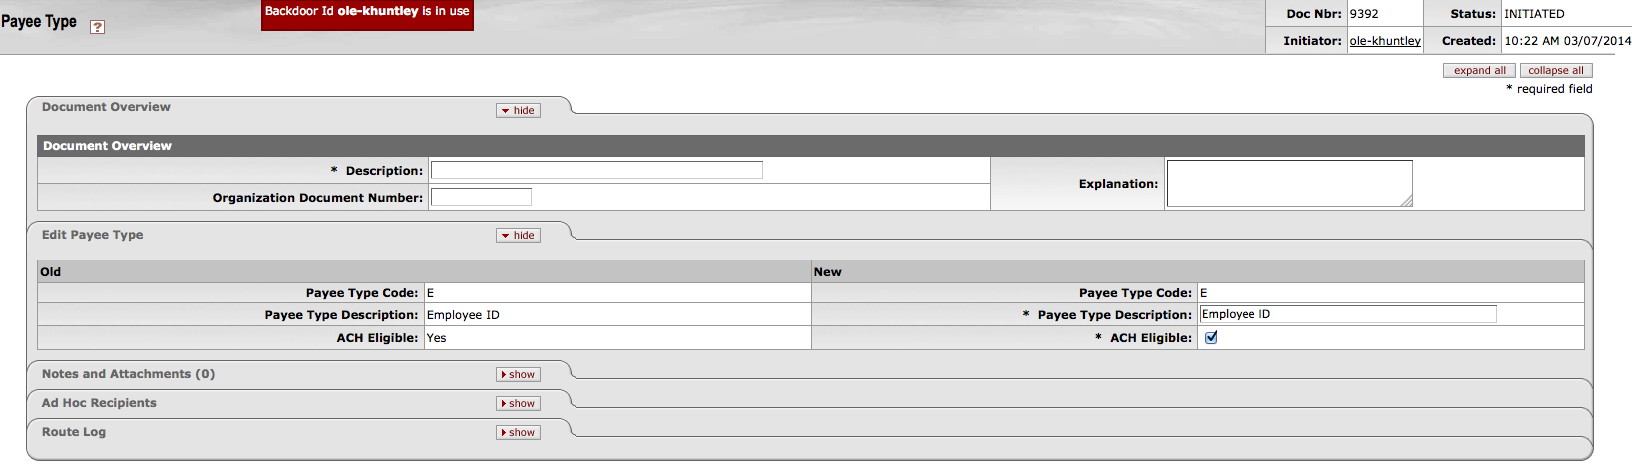 Payee Type ?
Backdoor Id ole-khuntley is in use
Doc Nbr: 9392 Status: INITIATED
Initiator: ole-khuntley Created: 10:22 AM 03/07/2014
expand all collapse all
* required field
Document Overview hide
Document Overview
* Description:
Explanation:
Organization Document Number:
Edit Payee Type hide
Old New
Payee Type Code: E Payee Type Code: E
Payee Type Description: Employee ID * Payee Type Description: Employee ID
ACH Eligible: Yes * ACH Eligible:
Notes and Attachments (0) show
Ad Hoc Recipients show
Route Log show